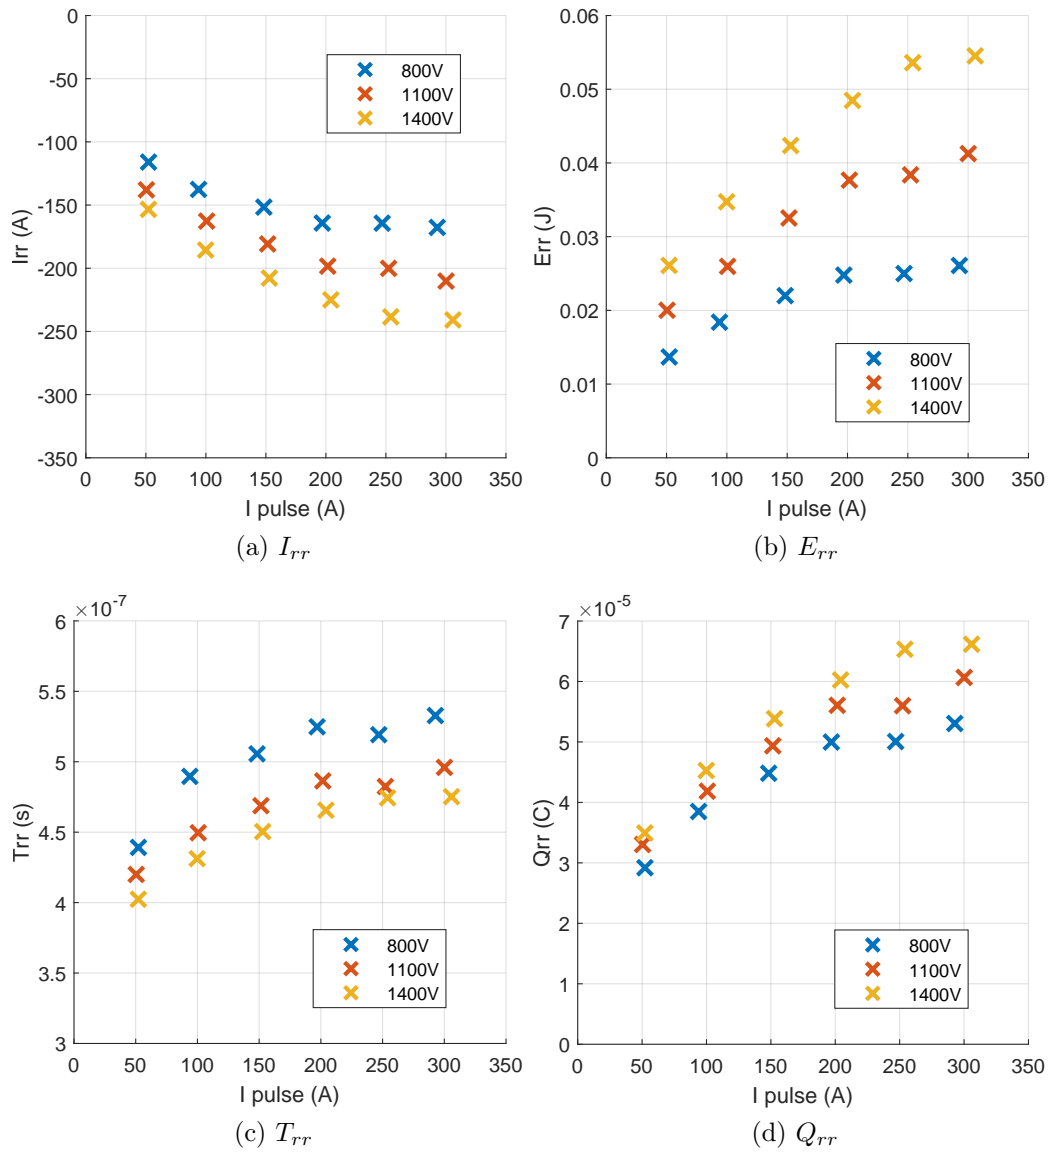 0
-50
-100
-150
-200
-250
-300
-350
0 50 100 150 200 250 300 350
Irr (A)
I pulse (A)
800V
1100V
1400V
(a) Irr
0.06
0.05
0.04
0.03
0.02
0.01
0
0 50 100 150 200 250 300 350
Err (J)
I pulse (A)
800V
1100V
1400V
(b) Err
×10-7
6
5.5
5
4.5
4
3.5
3
0 50 100 150 200 250 300 350
Trr (s)
I pulse (A)
800V
1100V
1400V
(c) Trr
×10-5
7
6
5
4
3
2
1
0
0 50 100 150 200 250 300 350
Qrr (C)
I pulse (A)
800V
1100V
1400V
(d) Qrr